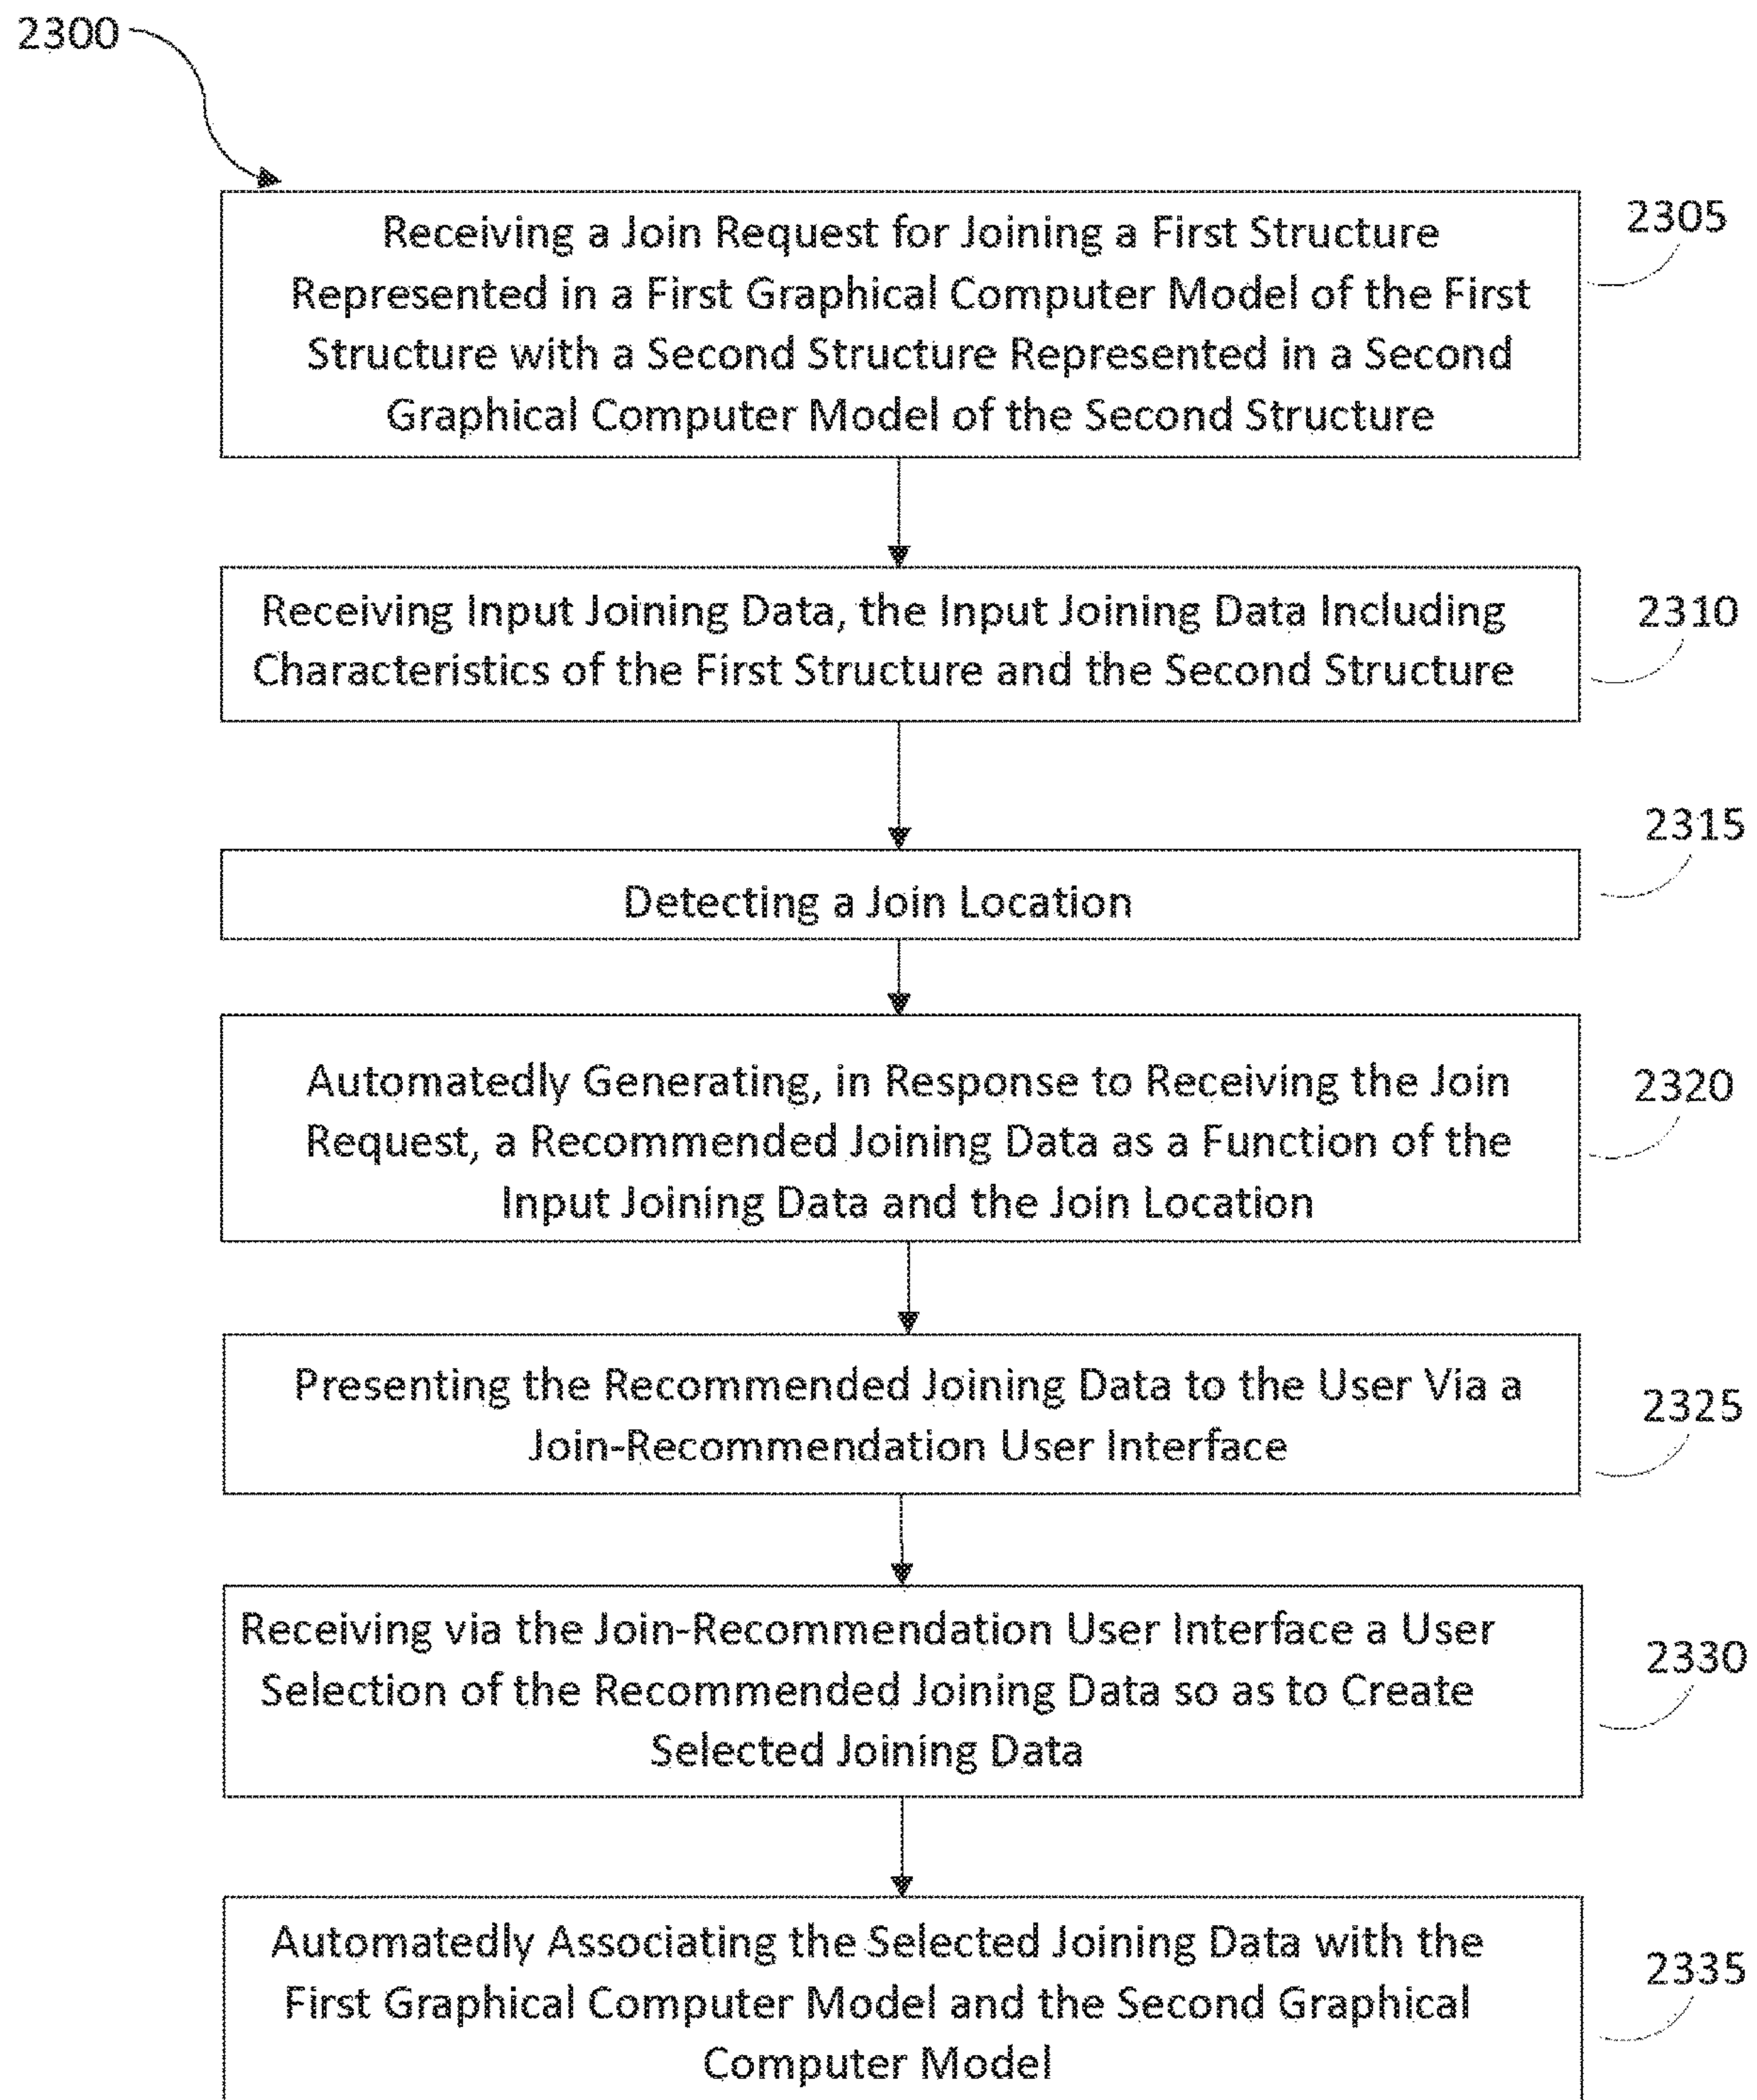 2300
2305
Receiving a Join Request for Joining a First Structure
Represented in a First Graphical Computer Model of the First
Structure with a Second Structure Represented in a Second
Graphical Computer Model of the Second Structure
2310
Receiving Input Joining Data, the Input Joining Data Including
Characteristics of the First Structure and the Second Structure
2315
Detecting a Join Location
2320
Automatedly Generating, in Response to Receiving the Join
Request, a Recommended Joining Data as a Function of the
Input Joining Data and the Join Location
2325
Presenting the Recommended Joining Data to the User Via a
Join-Recommendation User Interface
2330
Receiving via the Join-Recommendation User Interface a User
Selection of the Recommended Joining Data so as to Create
Selected Joining Data
2335
Automatedly Associating the Selected Joining Data with the
First Graphical Computer Model and the Second Graphical
Computer Model